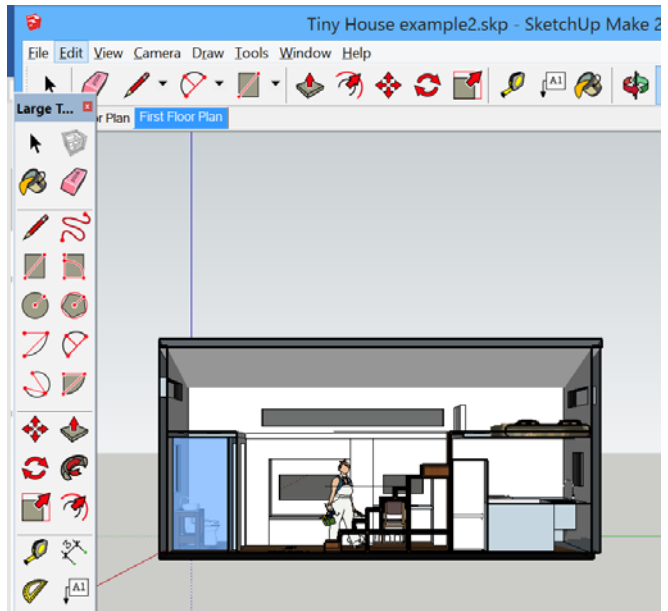 Tiny House example2.skp - SketchUp Make 2
File Edit View Camera Draw Tools Window Help
A1
Large T...
r Plan First Floor Plan
A1